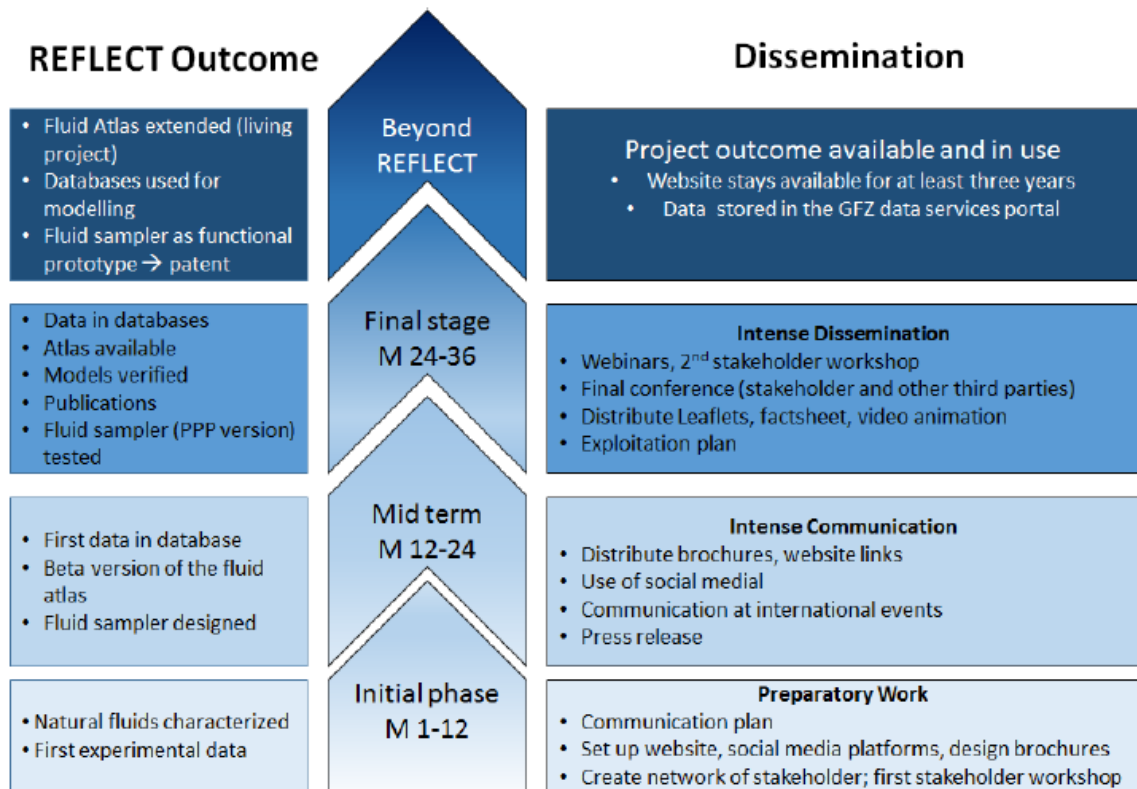 REFLECT Outcome
Dissemination
• Fluid Atlas extended (living
project)
• Databases used for
modelling
• Fluid sampler as functional
prototype → patent
Beyond
REFLECT
Project outcome available and in use
• Website stays available for at least three years
• Data stored in the GFZ data services portal
• Data in databases
• Atlas available
• Models verified
• Publications
• Fluid sampler (PPP version)
tested
Final stage
M 24-36
Intense Dissemination
• Webinars, 2nd stakeholder workshop
• Final conference (stakeholder and other third parties)
• Distribute Leaflets, factsheet, video animation
• Exploitation plan
• First data in database
• Beta version of the fluid
atlas
• Fluid sampler designed
Mid term
M 12-24
Intense Communication
• Distribute brochures, website links
• Use of social medial
• Communication at international events
• Press release
• Natural fluids characterized
• First experimental data
Initial phase
M 1-12
Preparatory Work
• Communication plan
• Set up website, social media platforms, design brochures
• Create network of stakeholder; first stakeholder workshop